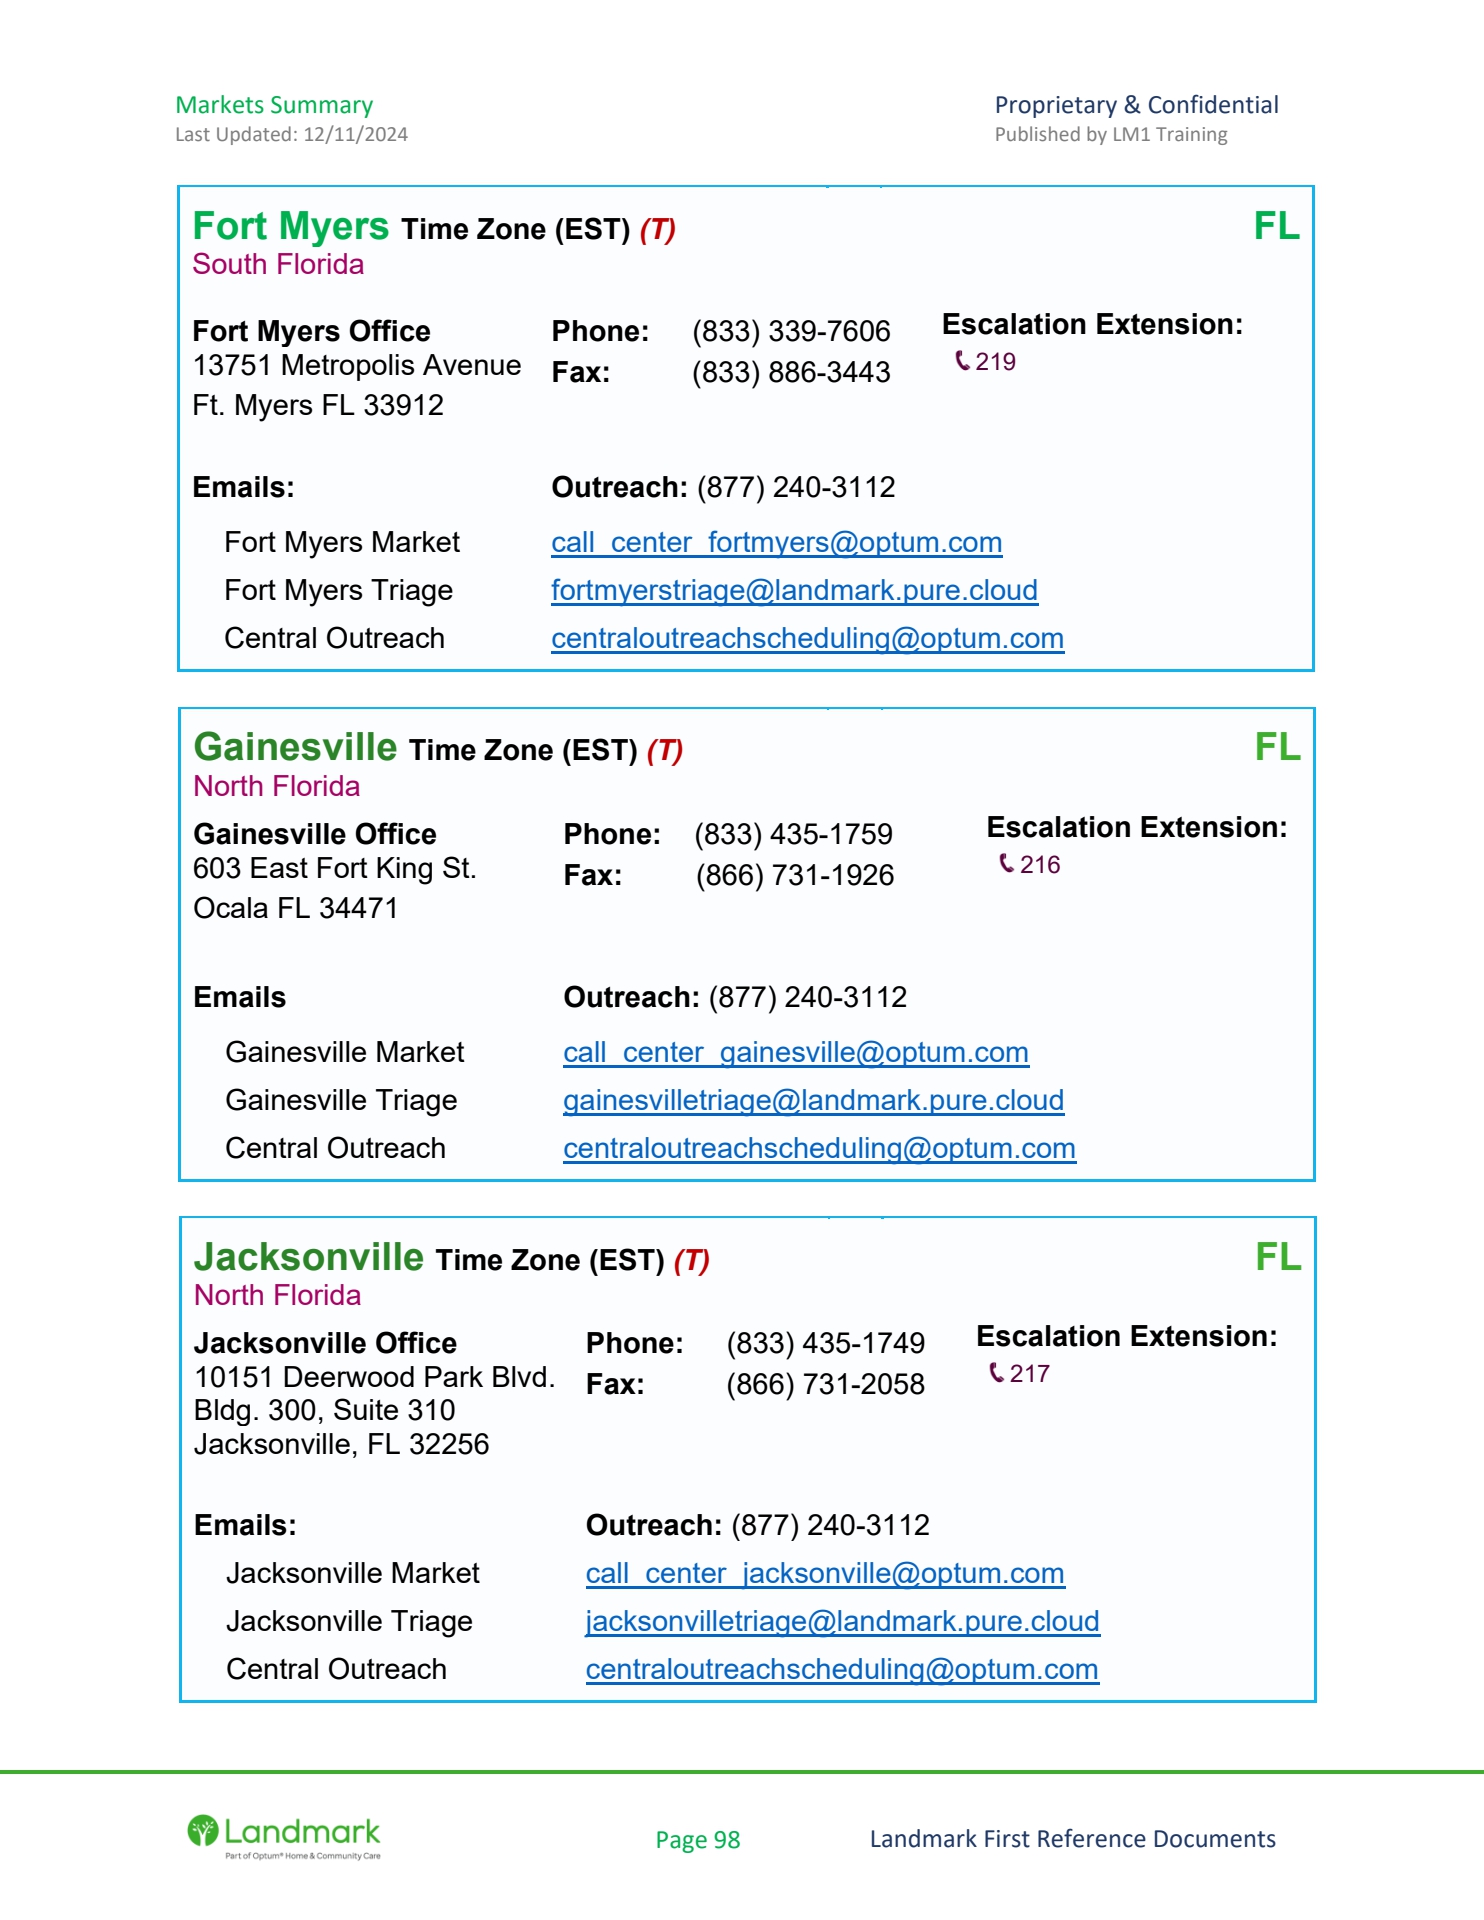 Markets Summary
Proprietary & Confidential
Last Updated: 12/11/2024
Published by LM1 Training
Fort Myers Time Zone (EST) (T) FL
South Florida
Fort Myers Office Phone: (833) 339-7606 Escalation Extension:
13751 Metropolis Avenue Fax: (833) 886-3443 219
Ft. Myers FL 33912
Emails: Outreach: (877) 240-3112
Fort Myers Market call_center_fortmyers@optum.com
Fort Myers Triage fortmyerstriage@landmark.pure.cloud
Central Outreach centraloutreachscheduling@optum.com
Gainesville Time Zone (EST) (T) FL
North Florida
Gainesville Office Phone: (833) 435-1759 Escalation Extension:
603 East Fort King St. Fax: (866) 731-1926 216
Ocala FL 34471
Emails Outreach: (877) 240-3112
Gainesville Market call_center_gainesville@optum.com
Gainesville Triage gainesvilletriage@landmark.pure.cloud
Central Outreach centraloutreachscheduling@optum.com
Jacksonville Time Zone (EST) (T) FL
North Florida
Jacksonville Office Phone: (833) 435-1749 Escalation Extension:
10151 Deerwood Park Blvd. Fax: (866) 731-2058 217
Bldg. 300, Suite 310
Jacksonville, FL 32256
Emails: Outreach: (877) 240-3112
Jacksonville Market call_center_jacksonville@optum.com
Jacksonville Triage jacksonvilletriage@landmark.pure.cloud
Central Outreach centraloutreachscheduling@optum.com
Landmark
Part of Optum® Home & Community Care
Page 98
Landmark First Reference Documents